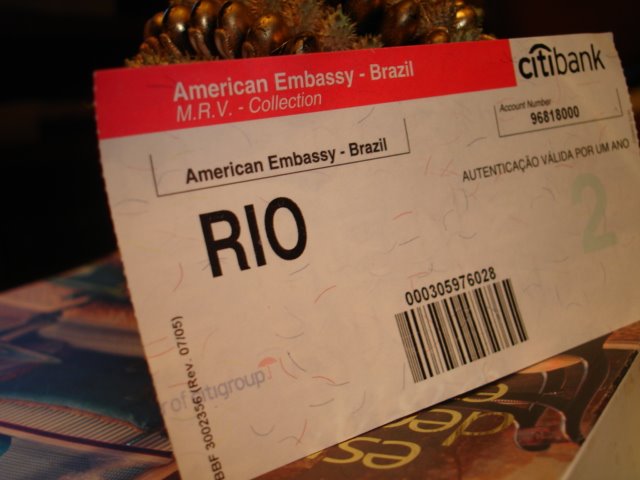 American Embassy - Brazil
M.R.V. - Collection
citibank
Account Number
96818000
American Embassy - Brazil
AUTENTICAÇÃO VÁLIDA POR UM ANO
RIO
2
000305976028
BBF 3002356 (Rev. 07/05)
of citigroup